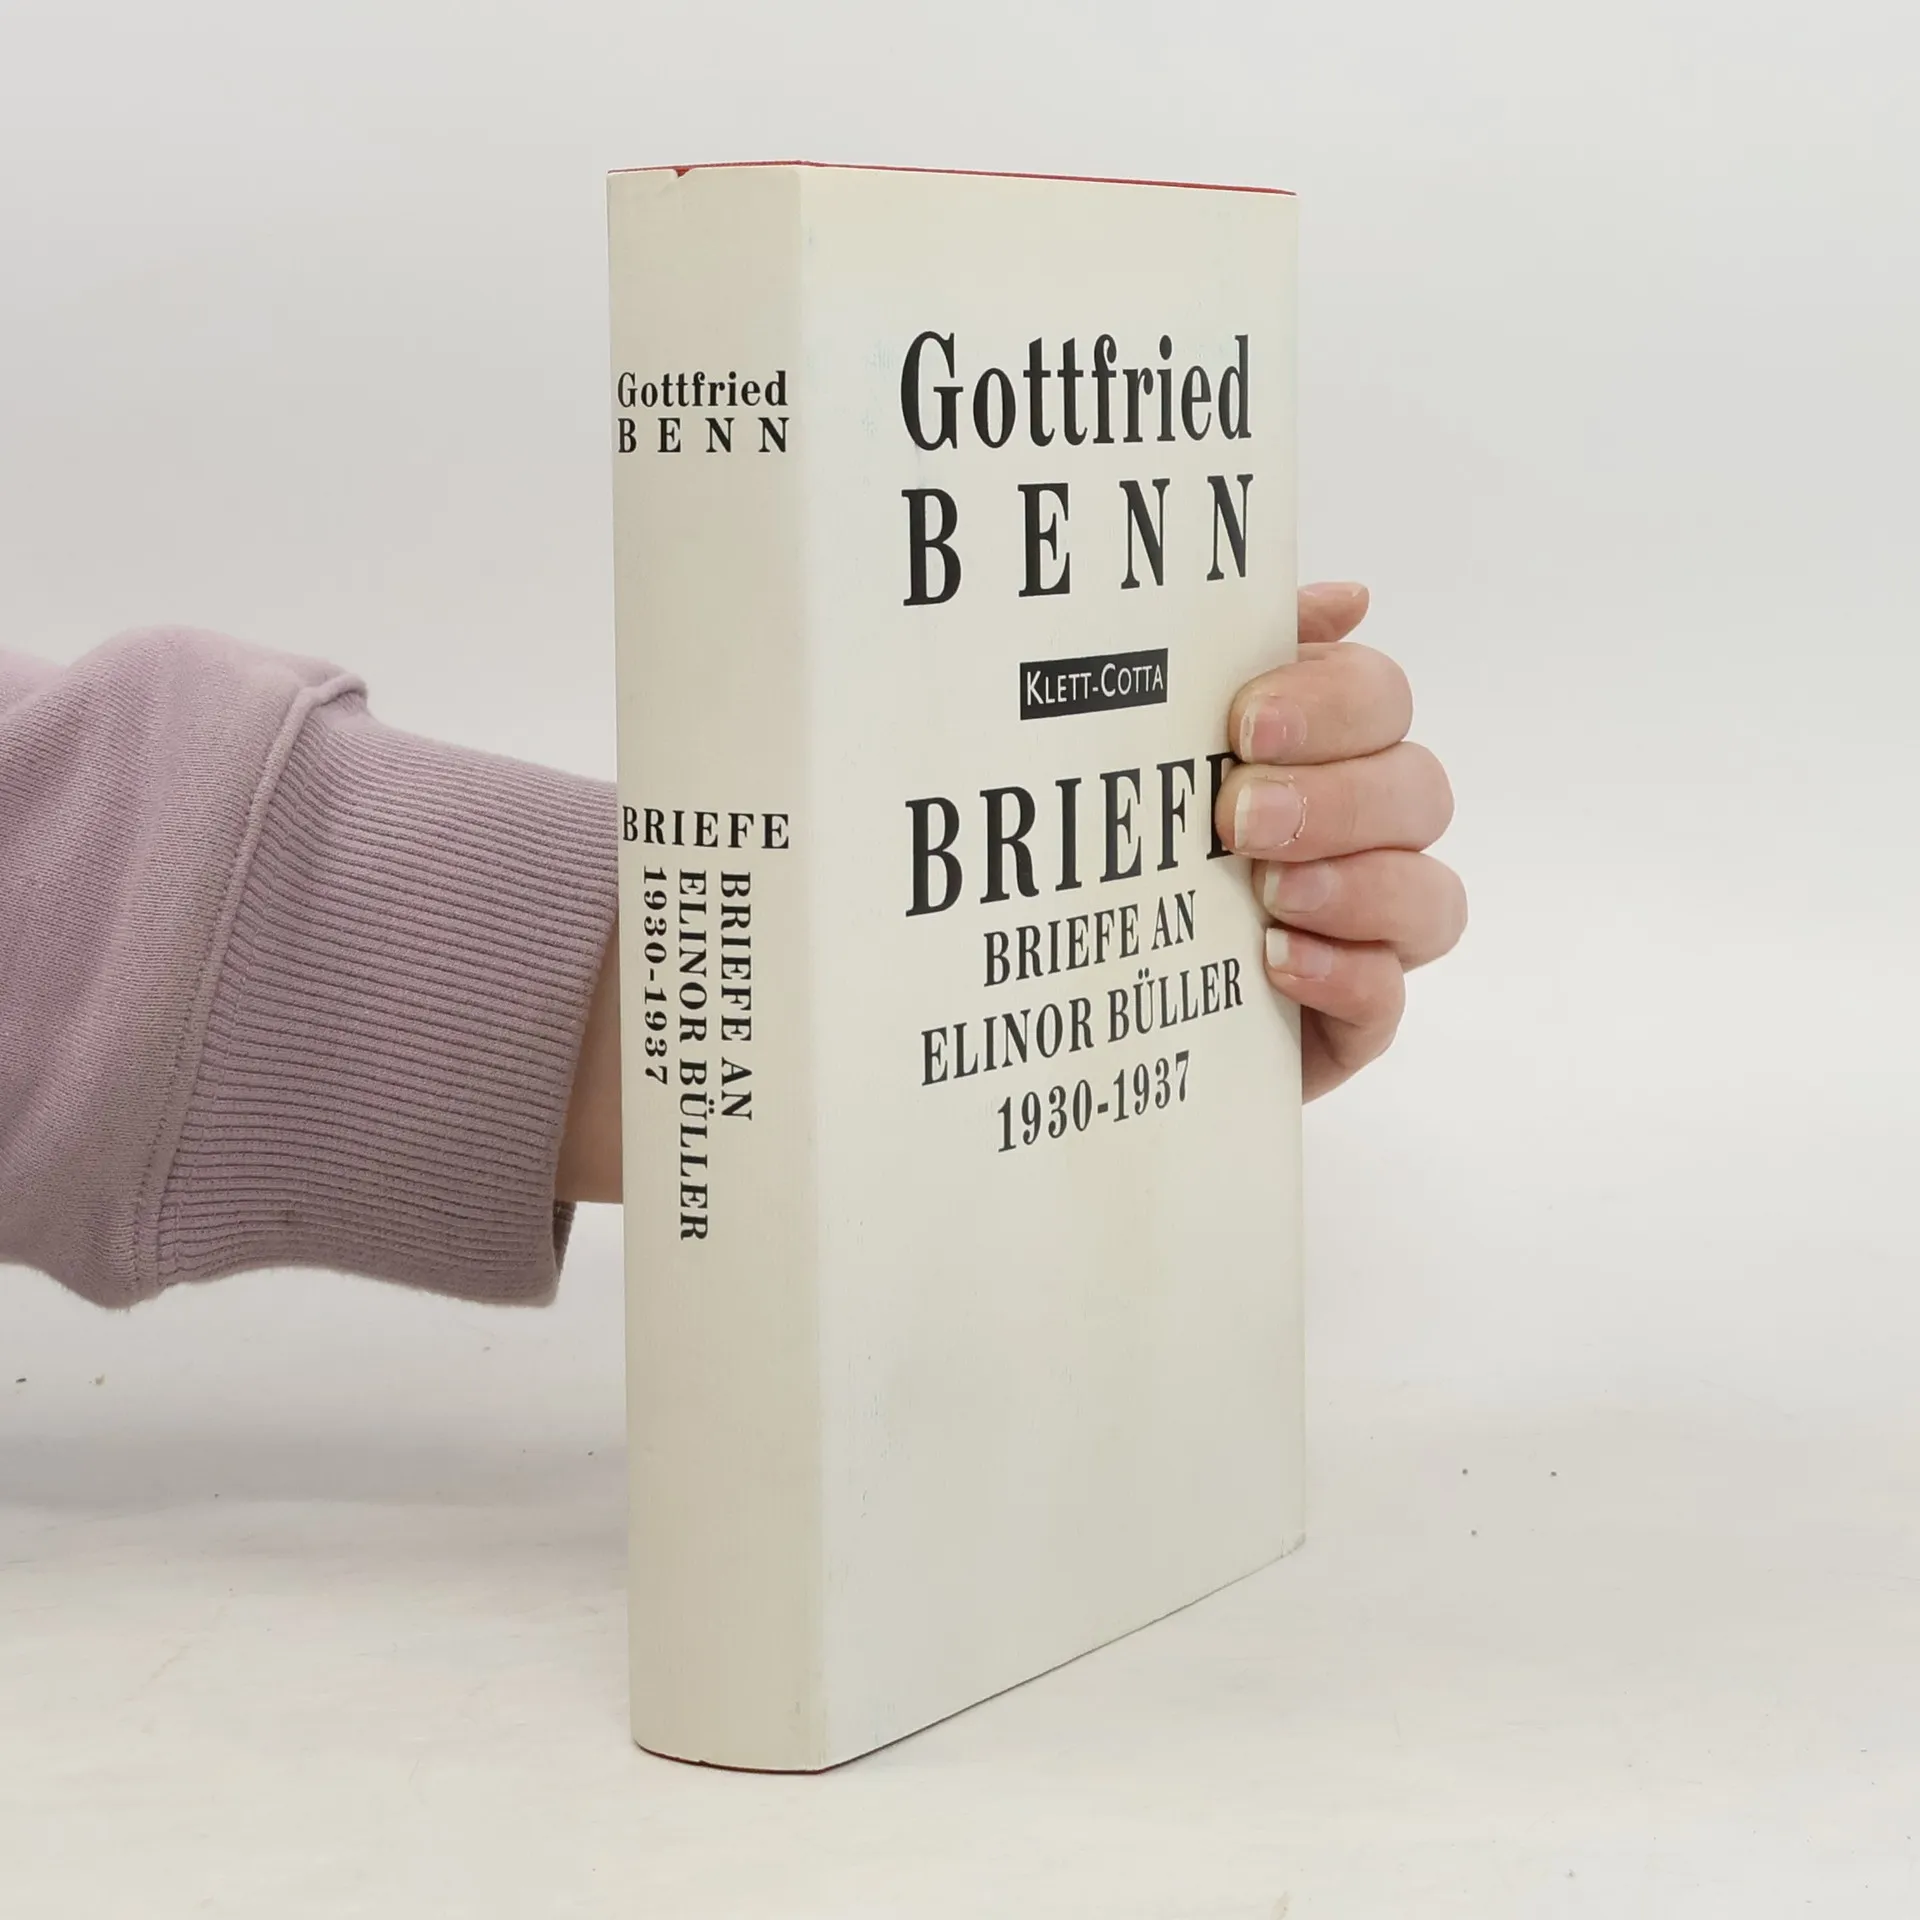 Gottfried
BENN
BRIEFE
BRIEFE AN
ELINOR BÜLLER
1930-1937
Gottfried
BENN
KLETT-COTTA
BRIEFE
BRIEFE AN
ELINOR BÜLLER
1930-1937